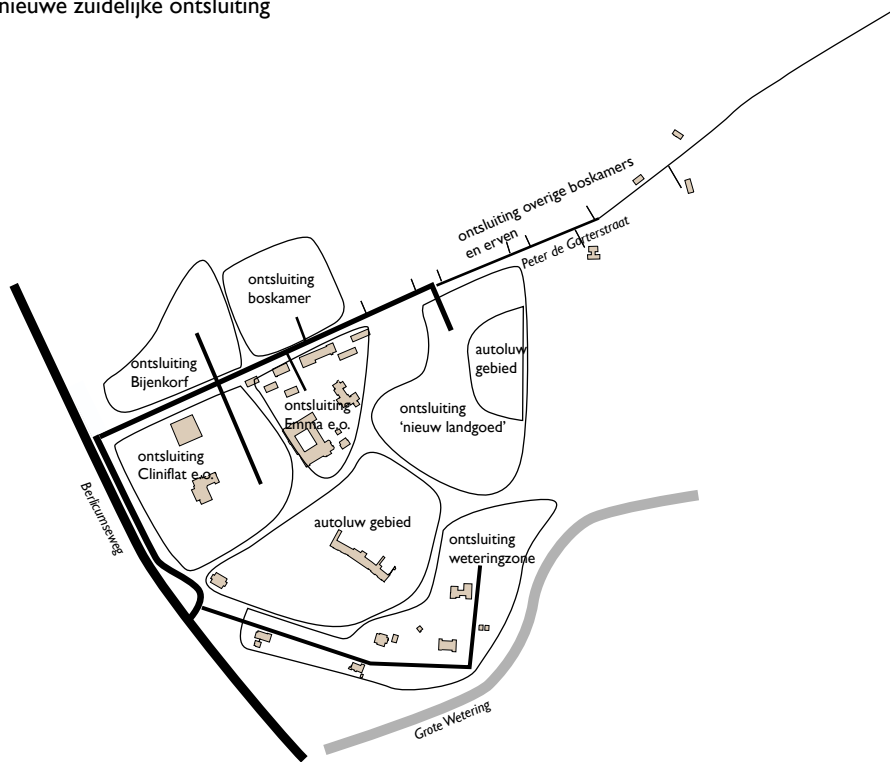 nieuwe zuidelijke ontsluiting
ontsluiting overige boskamers
en erven
Peter de Gorterstraat
ontsluiting
boskamer
ontsluiting
Bijenkorf
autoluw
gebied
ontsluiting
Emma e.o.
ontsluiting
'nieuw landgoed'
ontsluiting
Cliniflat e.o.
Berlicumseweg
autoluw gebied
ontsluiting
weteringzone
Grote Wetering